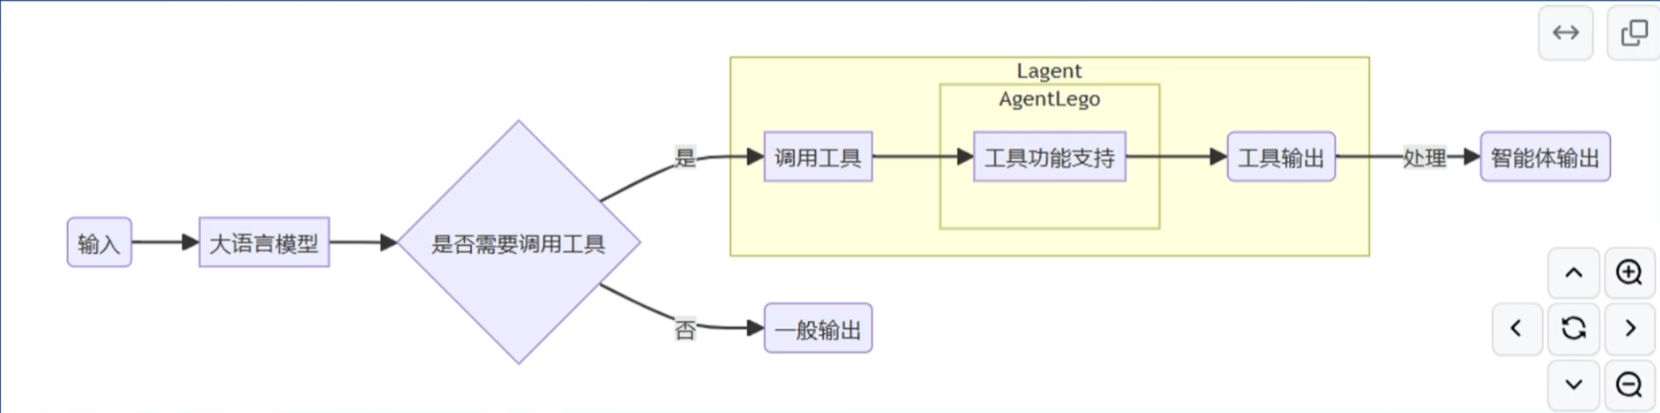 Lagent
AgentLego
是
调用工具
工具功能支持
工具输出
处理
智能体输出
输入
大语言模型
是否需要调用工具
否
一般输出